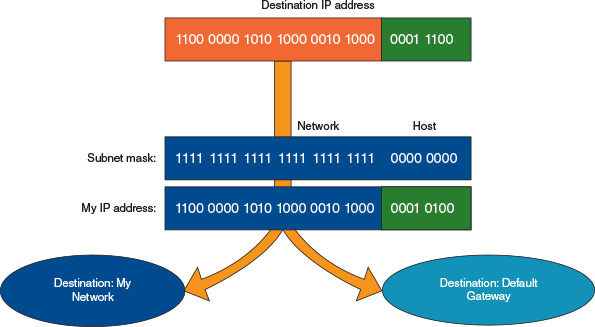 Destination IP address
1100 0000 1010 1000 0010 1000 0001 1100
Network Host
Subnet mask: 1111 1111 1111 1111 1111 1111 0000 0000
My IP address: 1100 0000 1010 1000 0010 1000 0001 0100
Destination: My
Network
Destination: Default
Gateway